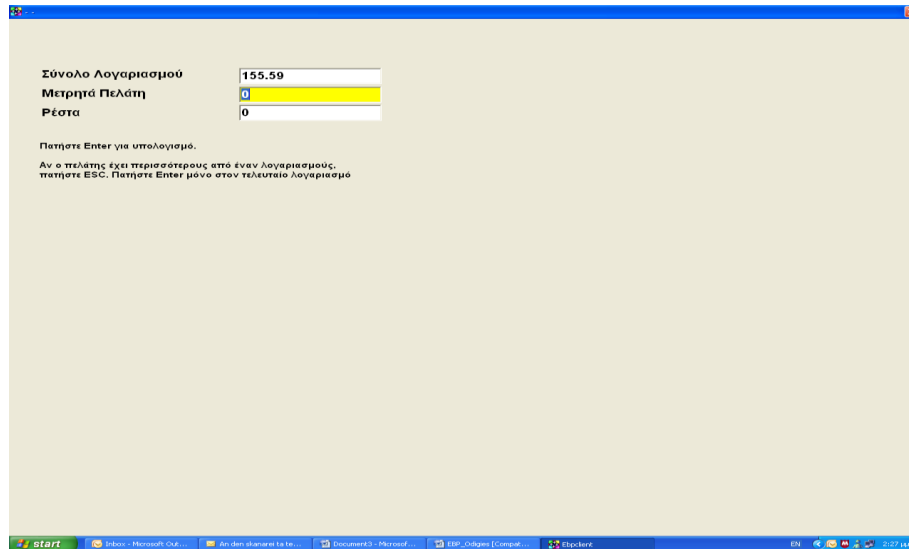 - -
Σύνολο Λογαριασμού 155.59
Μετρητά Πελάτη 0
Ρέστα 0
Πατήστε Enter για υπολογισμό.
Αν ο πελάτης έχει περισσότερους από έναν λογαριασμούς,
πατήστε ESC. Πατήστε Enter μόνο στον τελευταίο λογαριασμό
start Inbox - Microsoft Out... An den skanarei ta te... Document3 - Microsof... EBP_Odigies [Compat... Ebpclient EN 2:27 μμ